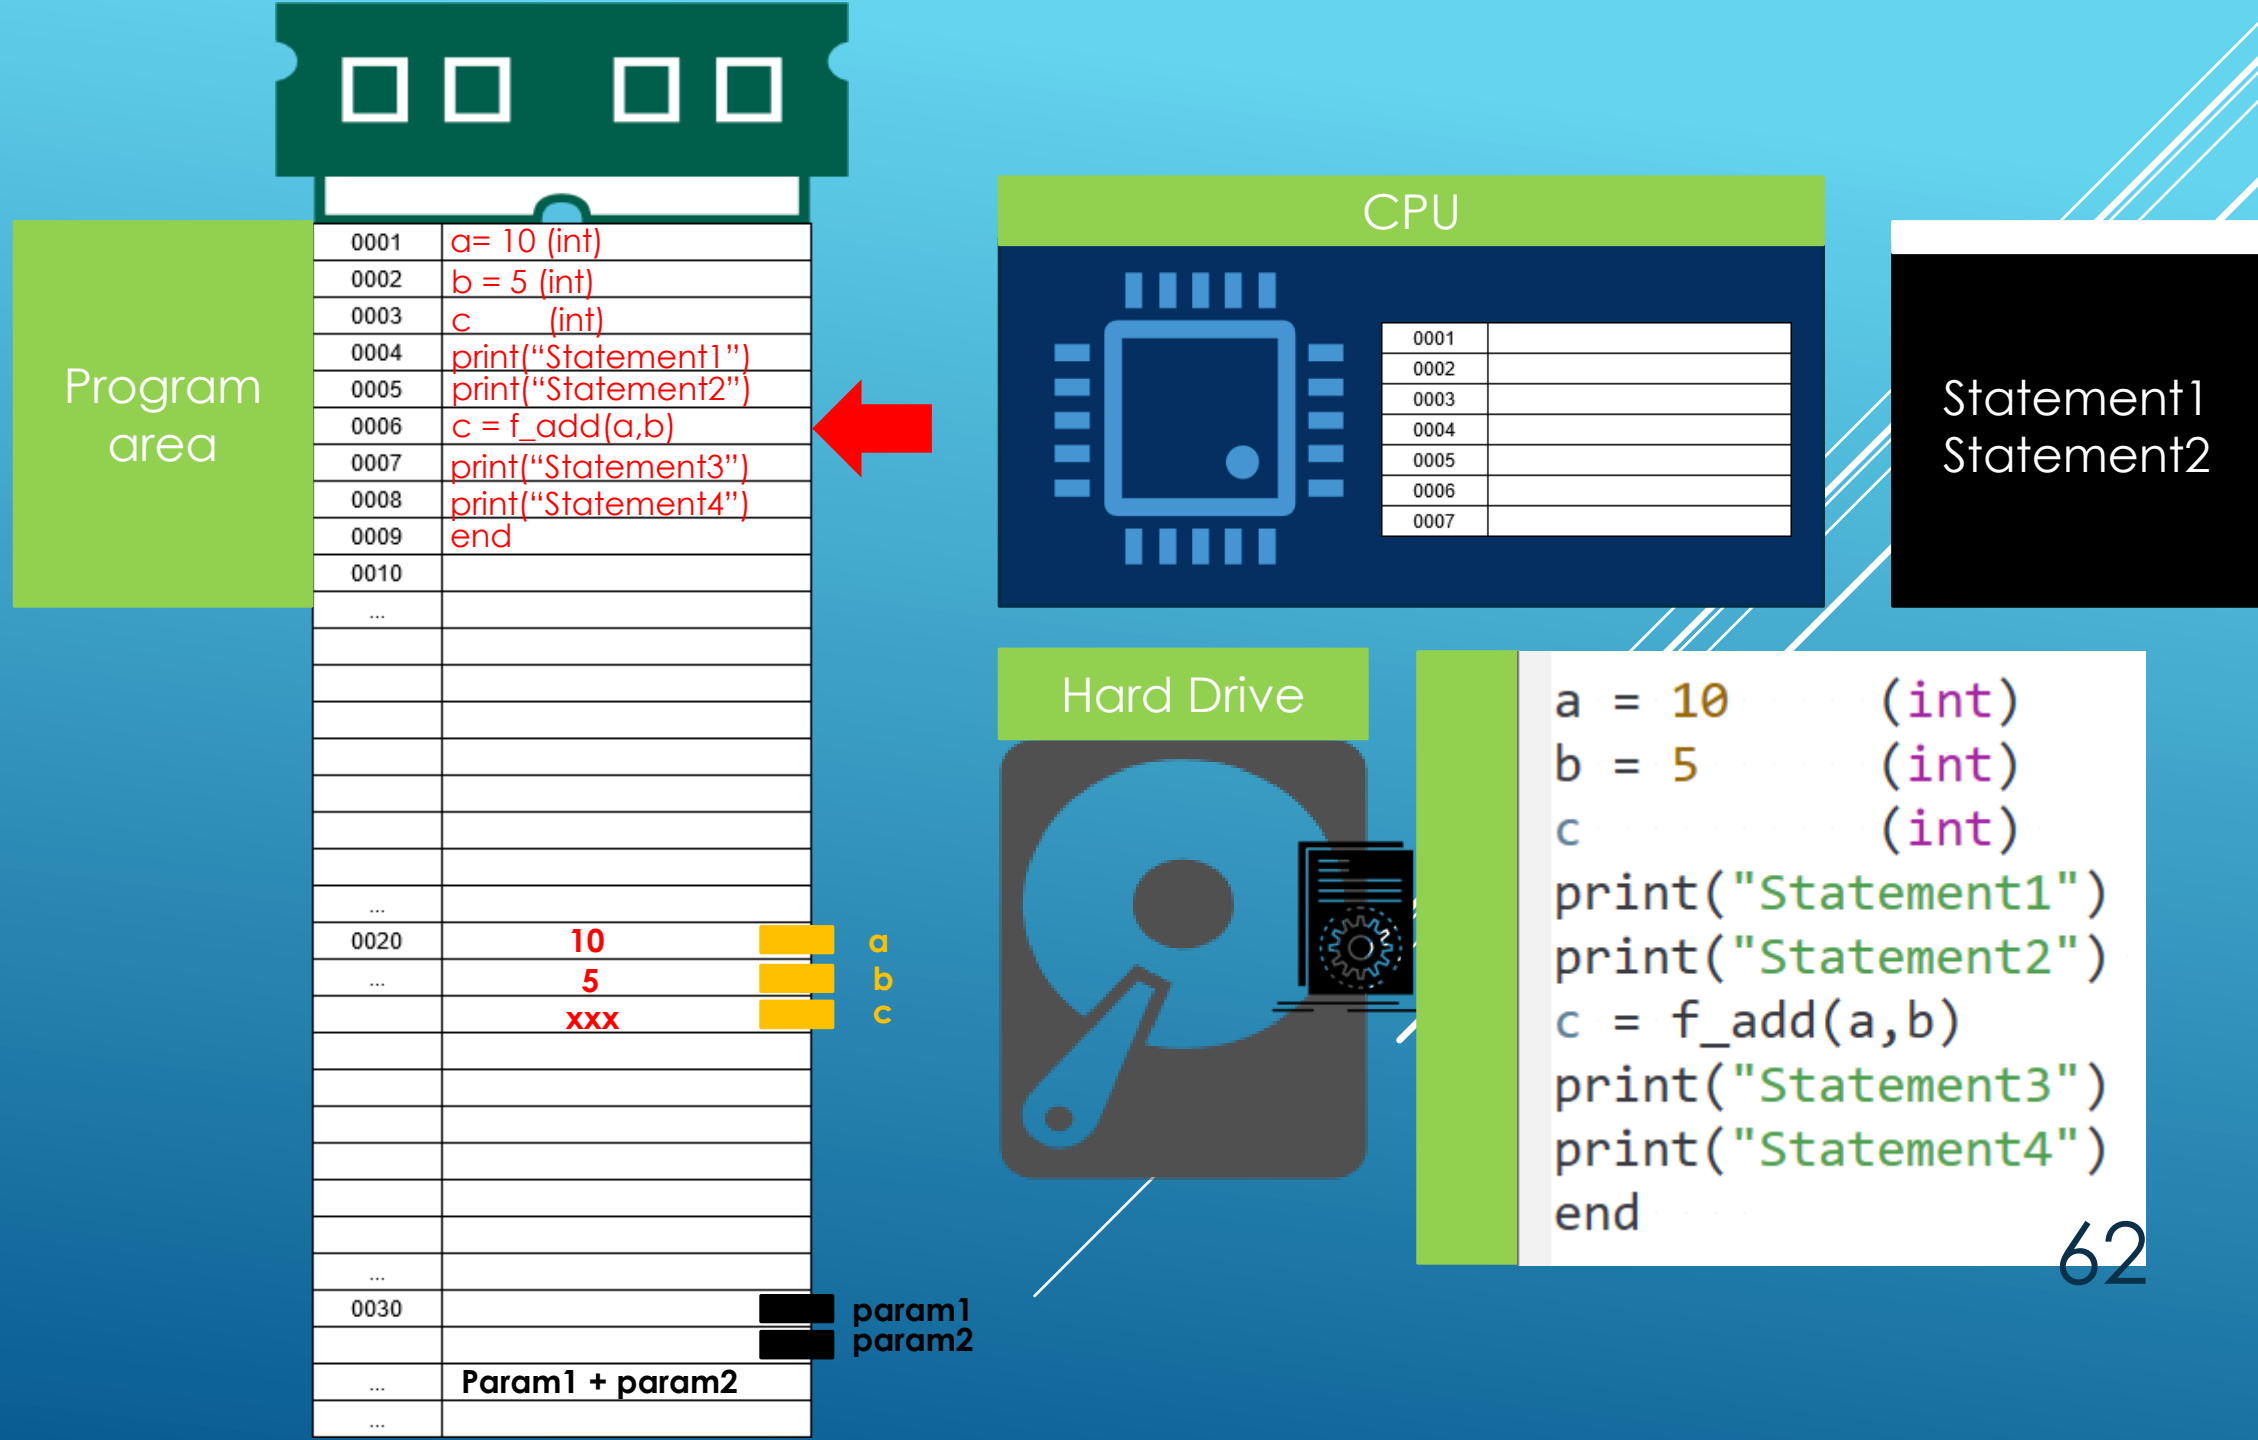 Program
area
0001 a= 10 (int)
0002 b = 5 (int)
0003 c (int)
0004 print(“Statement1”)
0005 print(“Statement2”)
0006 c = f_add(a,b)
0007 print(“Statement3”)
0008 print(“Statement4”)
0009 end
0010
...
...
0020 10 a
... 5 b
xxx c
...
0030 param1
param2
... Param1 + param2
...
CPU
0001
0002
0003
0004
0005
0006
0007
Statement1
Statement2
Hard Drive
a = 10 (int)
b = 5 (int)
c (int)
print("Statement1")
print("Statement2")
c = f_add(a,b)
print("Statement3")
print("Statement4")
end
62